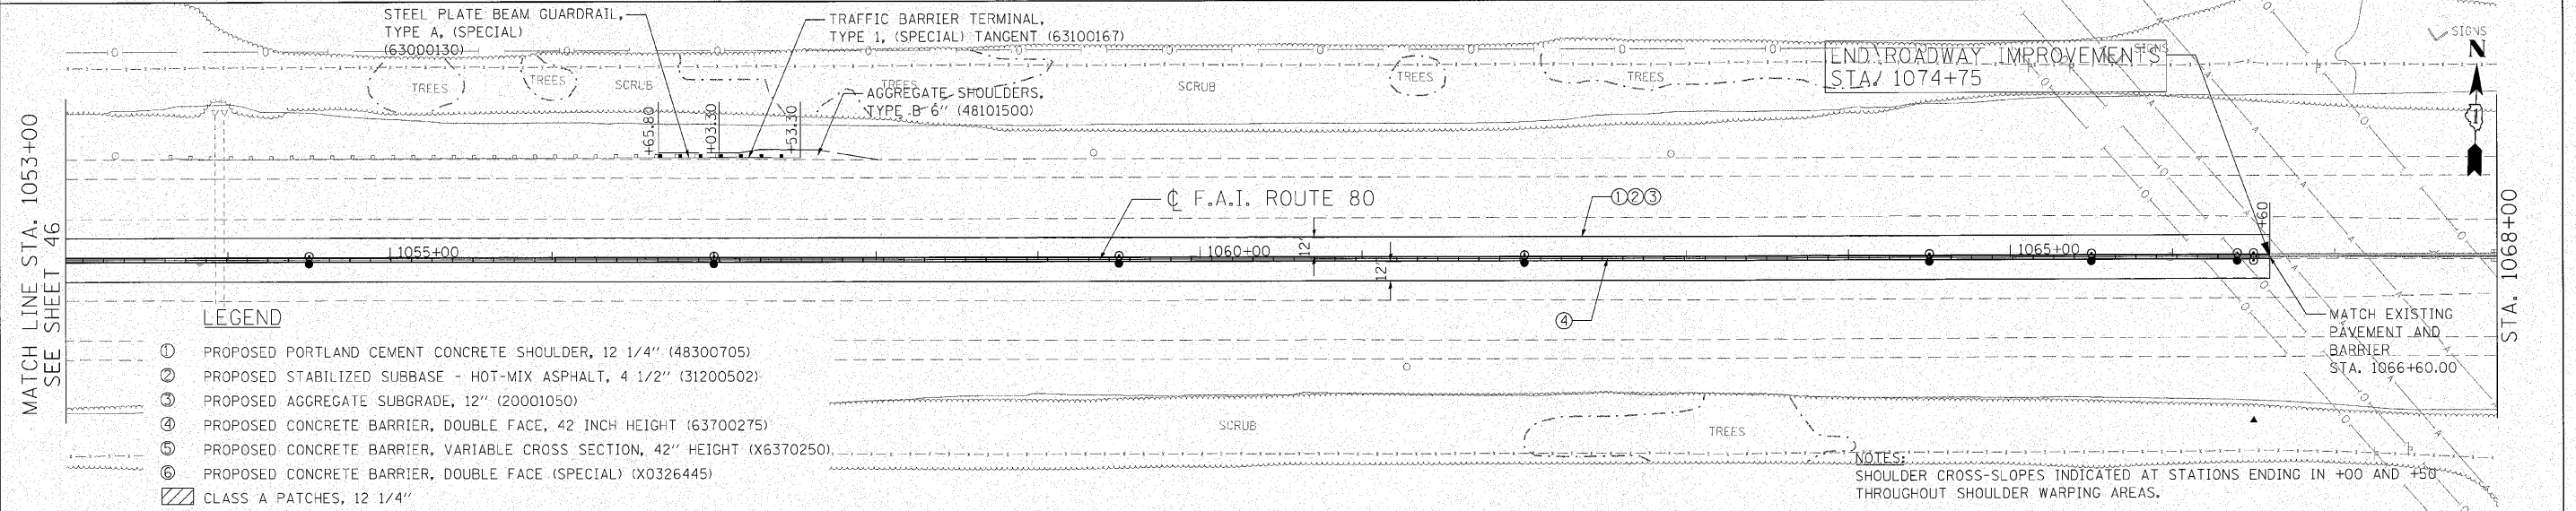 STEEL PLATE BEAM GUARDRAIL,
TYPE A, (SPECIAL)
(63000130)
TRAFFIC BARRIER TERMINAL,
TYPE 1, (SPECIAL) TANGENT (63100167)
SIGNS
N
END ROADWAY IMPROVEMENTS
STA. 1074+75
SIGNS
TREES
TREES
SCRUB
TREES
SCRUB
TREES
TREES
AGGREGATE SHOULDERS,
TYPE B 6" (48101500)
+65.80
+03.30
+53.30
MATCH LINE STA. 1053+00
SEE SHEET 46
℄ F.A.I. ROUTE 80
①②③
+60
STA. 1068+00
1055+00
1060+00
1065+00
12'
12'
④
MATCH EXISTING
PAVEMENT AND
BARRIER
STA. 1066+60.00
LEGEND
① PROPOSED PORTLAND CEMENT CONCRETE SHOULDER, 12 1/4" (48300705)
② PROPOSED STABILIZED SUBBASE - HOT-MIX ASPHALT, 4 1/2" (31200502)
③ PROPOSED AGGREGATE SUBGRADE, 12" (20001050)
④ PROPOSED CONCRETE BARRIER, DOUBLE FACE, 42 INCH HEIGHT (63700275)
⑤ PROPOSED CONCRETE BARRIER, VARIABLE CROSS SECTION, 42" HEIGHT (X6370250)
⑥ PROPOSED CONCRETE BARRIER, DOUBLE FACE (SPECIAL) (X0326445)
CLASS A PATCHES, 12 1/4"
SCRUB
TREES
NOTES:
SHOULDER CROSS-SLOPES INDICATED AT STATIONS ENDING IN +00 AND +50
THROUGHOUT SHOULDER WARPING AREAS.